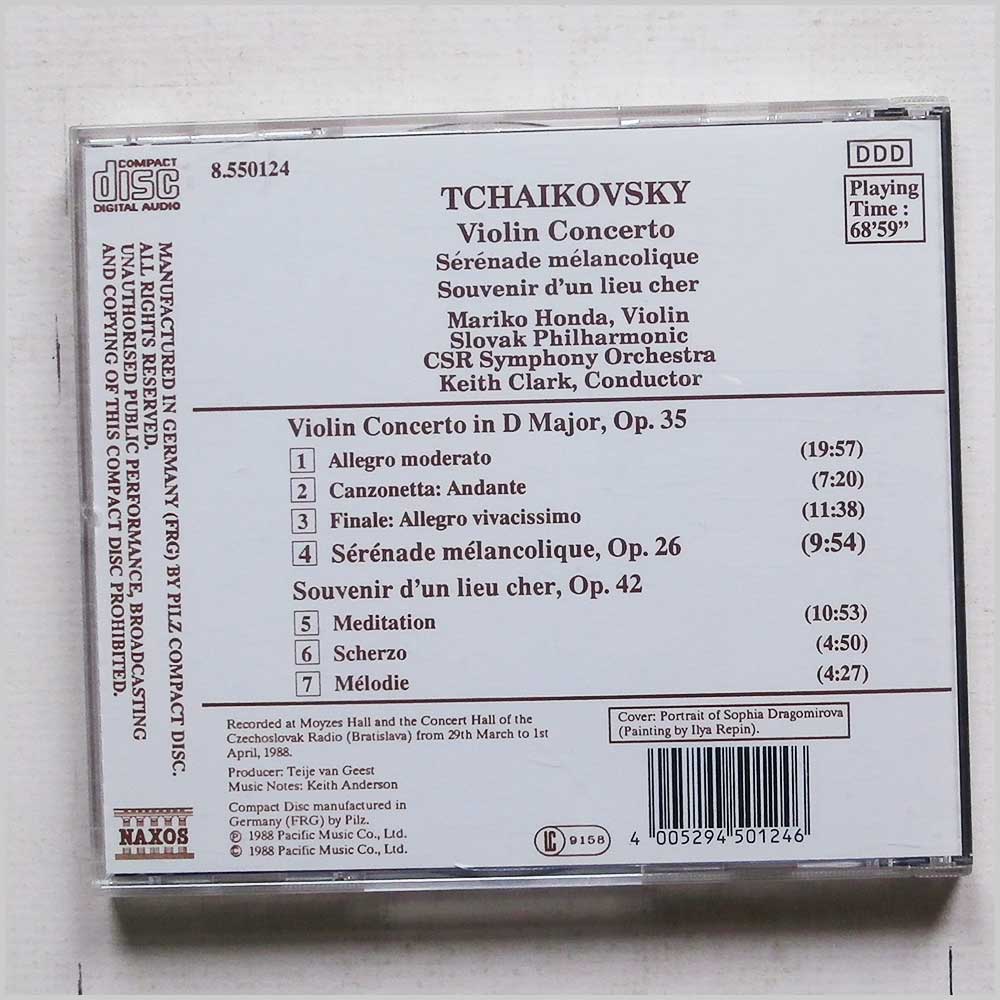 COMPACT
disc
DIGITAL AUDIO
8.550124
DDD
Playing
Time :
68'59"
TCHAIKOVSKY
Violin Concerto
Sérénade mélancolique
Souvenir d'un lieu cher
Mariko Honda, Violin
Slovak Philharmonic
CSR Symphony Orchestra
Keith Clark, Conductor
Violin Concerto in D Major, Op. 35
1 Allegro moderato (19:57)
2 Canzonetta: Andante (7:20)
3 Finale: Allegro vivacissimo (11:38)
4 Sérénade mélancolique, Op. 26 (9:54)
Souvenir d'un lieu cher, Op. 42
5 Meditation (10:53)
6 Scherzo (4:50)
7 Mélodie (4:27)
Recorded at Moyzes Hall and the Concert Hall of the
Czechoslovak Radio (Bratislava) from 29th March to 1st
April, 1988.
Producer: Teije van Geest
Music Notes: Keith Anderson
Compact Disc manufactured in
Germany (FRG) by Pilz.
℗ 1988 Pacific Music Co., Ltd.
© 1988 Pacific Music Co., Ltd.
Cover: Portrait of Sophia Dragomirova
(Painting by Ilya Repin).
LC 9158
4 005294 501246
MANUFACTURED IN GERMANY (FRG) BY PILZ COMPACT DISC.
ALL RIGHTS RESERVED.
UNAUTHORISED PUBLIC PERFORMANCE, BROADCASTING
AND COPYING OF THIS COMPACT DISC PROHIBITED.
NAXOS